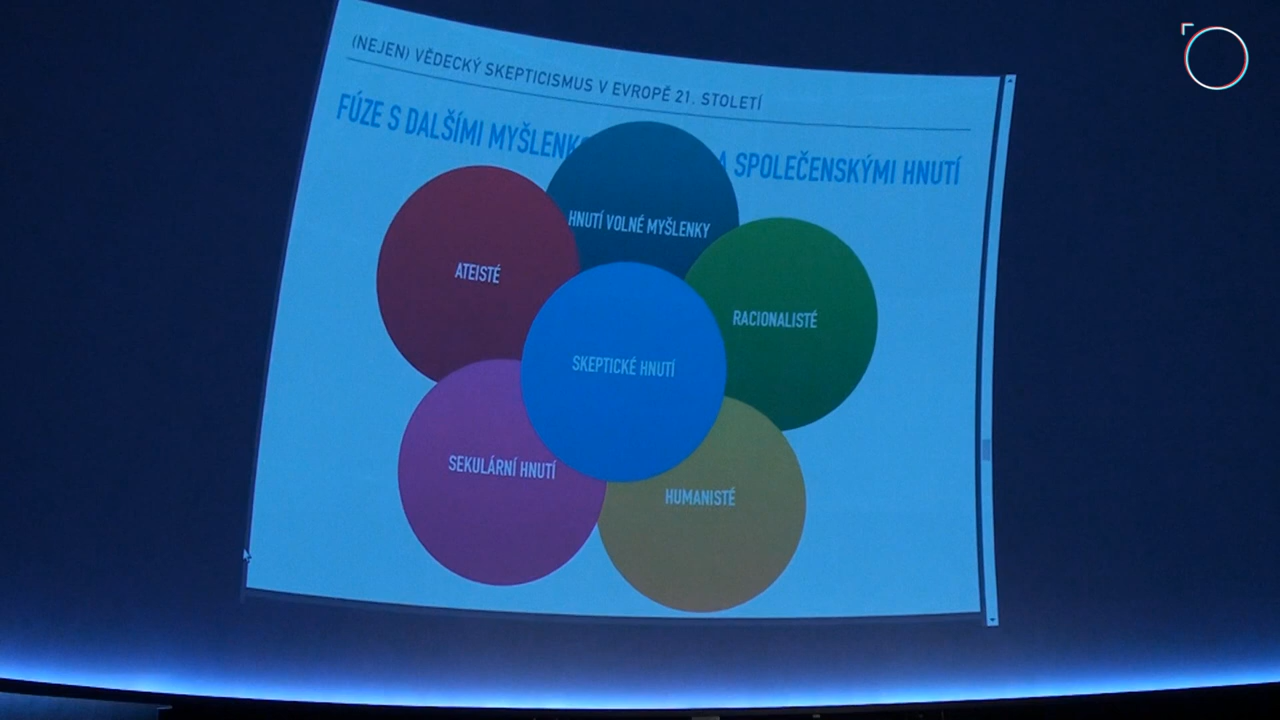 (NEJEN) VĚDECKÝ SKEPTICISMUS V EVROPĚ 21. STOLETÍ
FÚZE S DALŠÍMI A SPOLEČENSKÝMI HNUTÍ
HNUTÍ VOLNÉ MYŠLENKY
ATEISTÉ
RACIONALISTÉ
SKEPTICKÉ HNUTÍ
SEKULÁRNÍ HNUTÍ
HUMANISTÉ